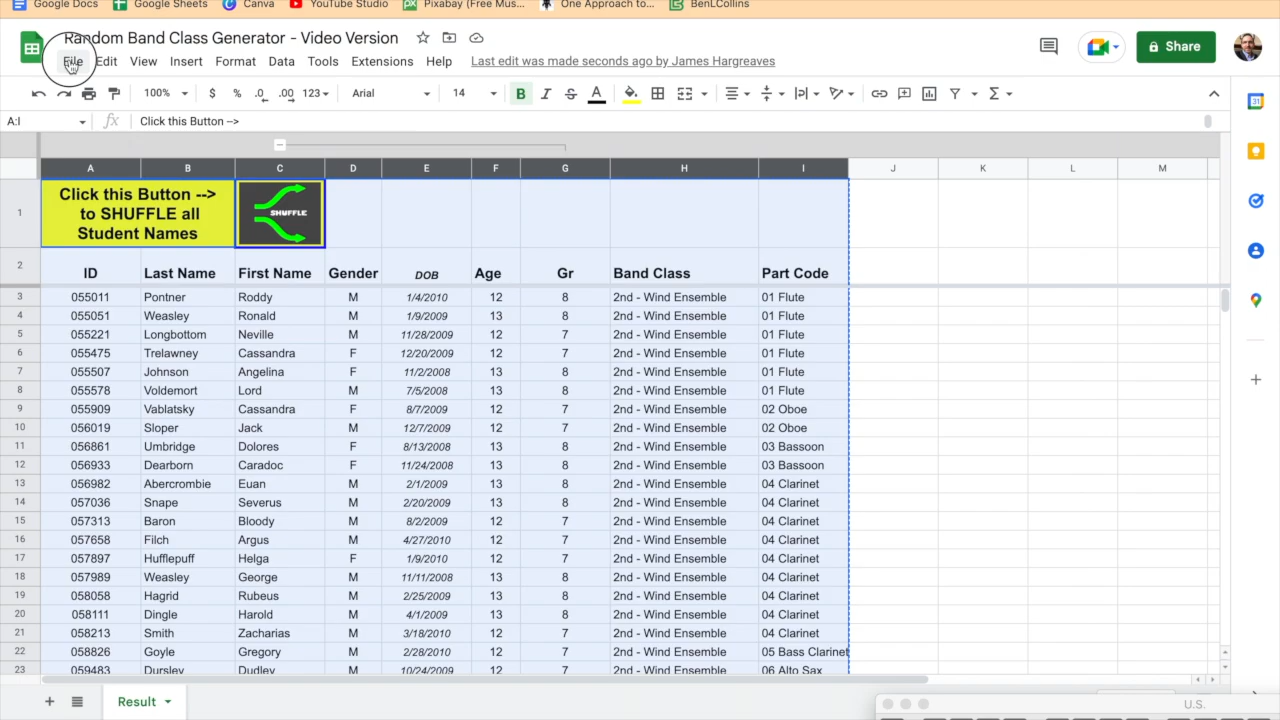 Google Docs Google Sheets Canva YouTube Studio Pixabay (Free Mus... One Approach to... BenLCollins
Random Band Class Generator - Video Version
File Edit View Insert Format Data Tools Extensions Help Last edit was made seconds ago by James Hargreaves Share
100% $ % .0 .00 123 Arial 14 B I S A Σ
A:I fx Click this Button -->
A B C D E F G H I J K L M
1 Click this Button -->
to SHUFFLE all
Student Names
SHUFFLE
2 ID Last Name First Name Gender DOB Age Gr Band Class Part Code
3 055011 Pontner Roddy M 1/4/2010 12 8 2nd - Wind Ensemble 01 Flute
4 055051 Weasley Ronald M 1/9/2009 13 8 2nd - Wind Ensemble 01 Flute
5 055221 Longbottom Neville M 11/28/2009 12 7 2nd - Wind Ensemble 01 Flute
6 055475 Trelawney Cassandra F 12/20/2009 12 7 2nd - Wind Ensemble 01 Flute
7 055507 Johnson Angelina F 11/2/2008 13 8 2nd - Wind Ensemble 01 Flute
8 055578 Voldemort Lord M 7/5/2008 13 8 2nd - Wind Ensemble 01 Flute
9 055909 Vablatsky Cassandra F 8/7/2009 12 7 2nd - Wind Ensemble 02 Oboe
10 056019 Sloper Jack M 12/7/2009 12 7 2nd - Wind Ensemble 02 Oboe
11 056861 Umbridge Dolores F 8/13/2008 13 8 2nd - Wind Ensemble 03 Bassoon
12 056933 Dearborn Caradoc F 11/24/2008 13 8 2nd - Wind Ensemble 03 Bassoon
13 056982 Abercrombie Euan M 2/1/2009 13 8 2nd - Wind Ensemble 04 Clarinet
14 057036 Snape Severus M 2/20/2009 13 8 2nd - Wind Ensemble 04 Clarinet
15 057313 Baron Bloody M 8/2/2009 12 7 2nd - Wind Ensemble 04 Clarinet
16 057658 Filch Argus M 4/27/2010 12 7 2nd - Wind Ensemble 04 Clarinet
17 057897 Hufflepuff Helga F 1/9/2010 12 7 2nd - Wind Ensemble 04 Clarinet
18 057989 Weasley George M 11/11/2008 13 8 2nd - Wind Ensemble 04 Clarinet
19 058058 Hagrid Rubeus M 2/25/2009 13 8 2nd - Wind Ensemble 04 Clarinet
20 058111 Dingle Harold M 4/1/2009 13 8 2nd - Wind Ensemble 04 Clarinet
21 058213 Smith Zacharias M 3/18/2010 12 7 2nd - Wind Ensemble 04 Clarinet
22 058826 Goyle Gregory M 2/28/2010 12 7 2nd - Wind Ensemble 05 Bass Clarinet
23 059483 Dursley Dudley M 10/24/2009 13 8 2nd - Wind Ensemble 06 Alto Sax
Result
U.S.